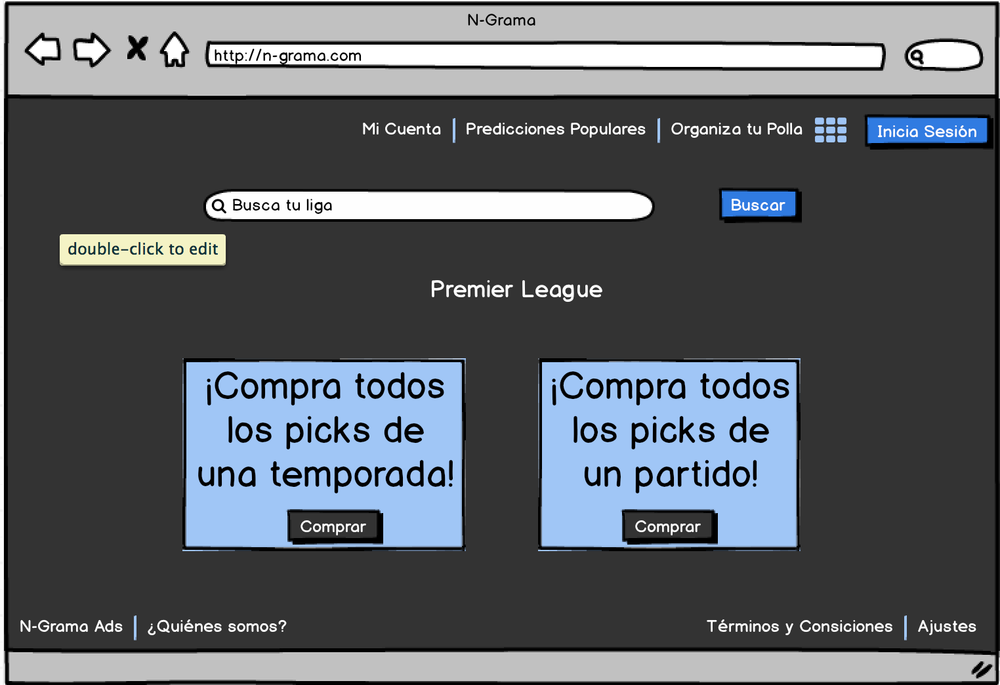 N-Grama
http://n-grama.com
Mi Cuenta Predicciones Populares Organiza tu Polla Inicia Sesión
Busca tu liga Buscar
double-click to edit
Premier League
¡Compra todos
los picks de
una temporada!
Comprar
¡Compra todos
los picks de
un partido!
Comprar
N-Grama Ads ¿Quiénes somos? Términos y Consiciones Ajustes